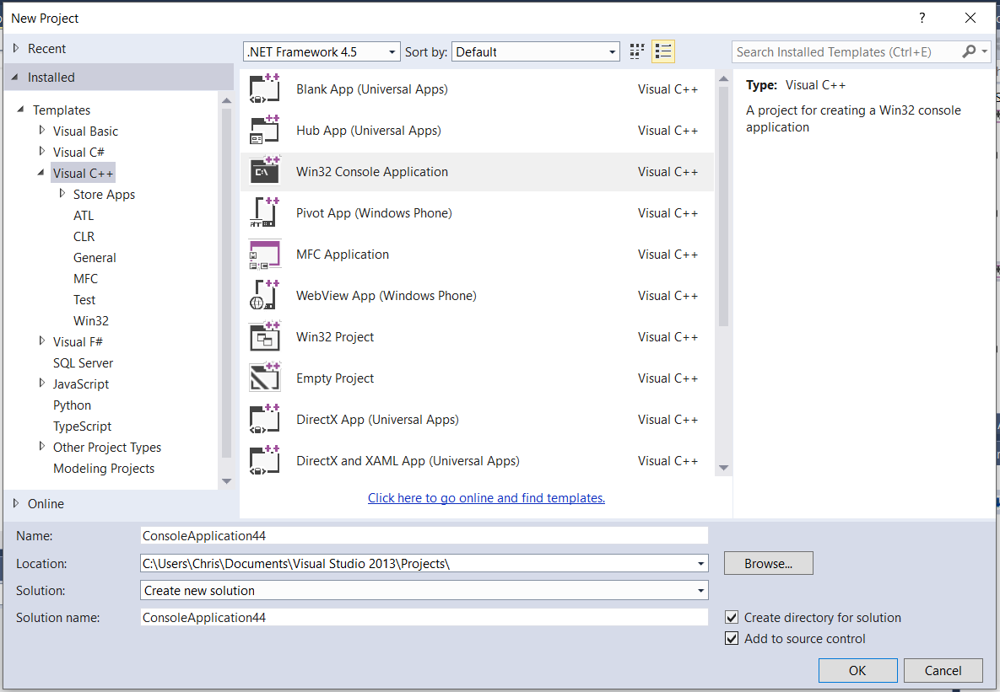 New Project
?
Recent
.NET Framework 4.5
Sort by:
Default
Search Installed Templates (Ctrl+E)
Installed
Templates
Visual Basic
Visual C#
Visual C++
Store Apps
ATL
CLR
General
MFC
Test
Win32
Visual F#
SQL Server
JavaScript
Python
TypeScript
Other Project Types
Modeling Projects
Online
Blank App (Universal Apps) Visual C++
Hub App (Universal Apps) Visual C++
Win32 Console Application Visual C++
Pivot App (Windows Phone) Visual C++
MFC Application Visual C++
WebView App (Windows Phone) Visual C++
Win32 Project Visual C++
Empty Project Visual C++
DirectX App (Universal Apps) Visual C++
DirectX and XAML App (Universal Apps) Visual C++
Click here to go online and find templates.
Type: Visual C++
A project for creating a Win32 console
application
Name: ConsoleApplication44
Location: C:\Users\Chris\Documents\Visual Studio 2013\Projects\
Browse...
Solution: Create new solution
Solution name: ConsoleApplication44
Create directory for solution
Add to source control
OK
Cancel